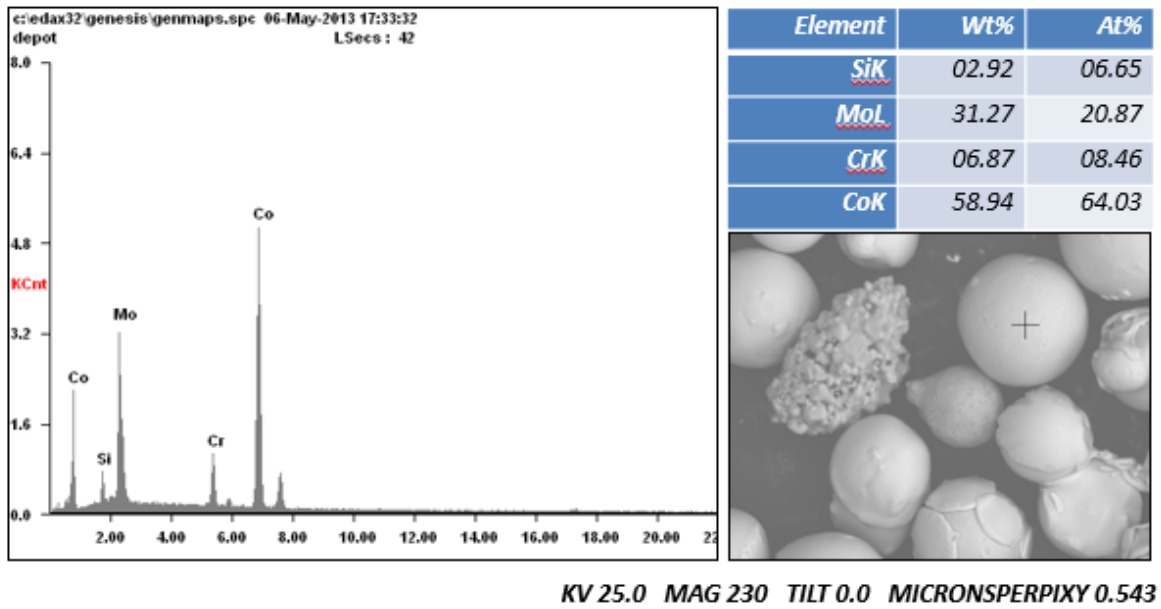 c:\edax32\genesis\genmaps.spc 06-May-2013 17:33:32
depot LSecs : 42
8.0
6.4
4.8
KCnt
3.2
1.6
0.0
Co
Si
Mo
Cr
Co
2.00 4.00 6.00 8.00 10.00 12.00 14.00 16.00 18.00 20.00 22
Element Wt% At%
SiK 02.92 06.65
MoL 31.27 20.87
CrK 06.87 08.46
CoK 58.94 64.03
KV 25.0 MAG 230 TILT 0.0 MICRONSPERPIXY 0.543